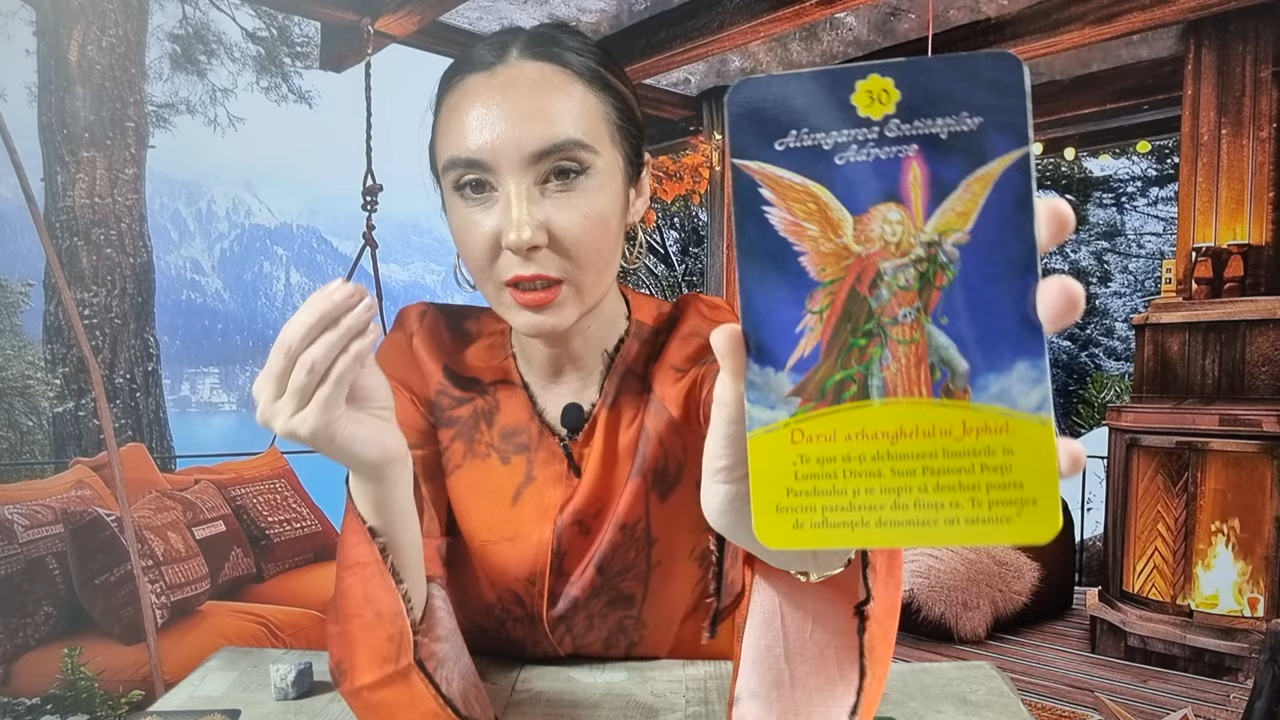 30
Alungarea Entităților
Adverse
Darul arhanghelului Jophiel:
„Te ajut să-ți alchimizezi limitările în
Lumină Divină. Sunt Păzitorul Porții
Paradisului și te inspir să deschizi poarta
fericirii paradiziace din ființa ta. Te protejez
de influențele demoniace ori satanice.”